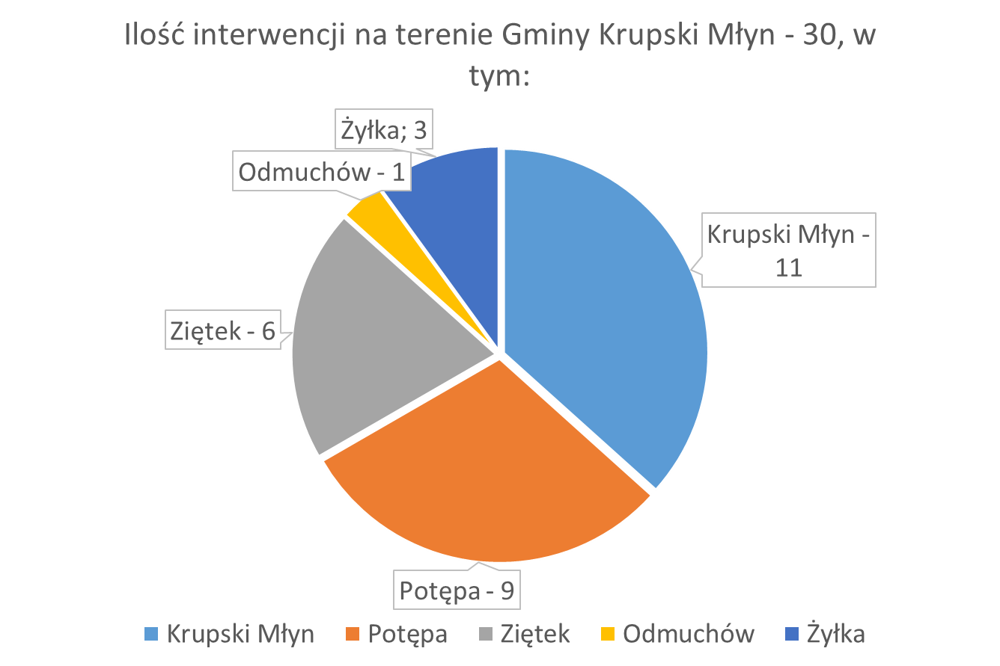 Ilość interwencji na terenie Gminy Krupski Młyn - 30, w
tym:
Żyłka; 3
Odmuchów - 1
Krupski Młyn -
11
Ziętek - 6
Potępa - 9
Krupski Młyn Potępa Ziętek Odmuchów Żyłka